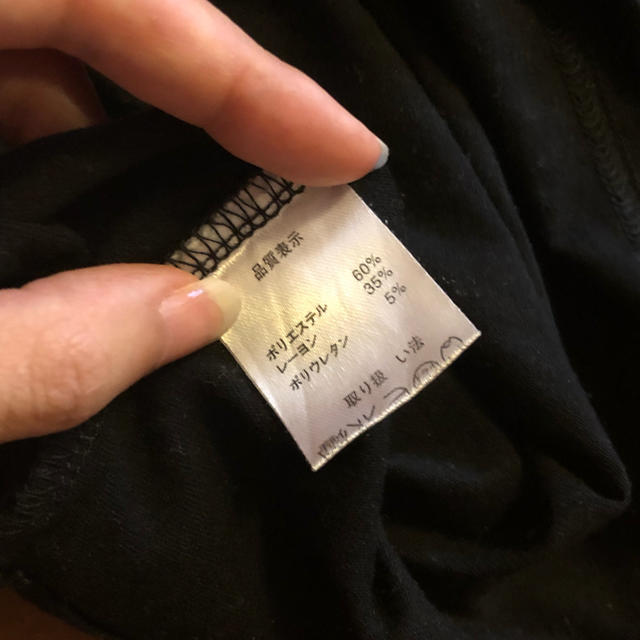 品質表示
ポリエステル 60%
レーヨン 35%
ポリウレタン 5%
取り扱い法